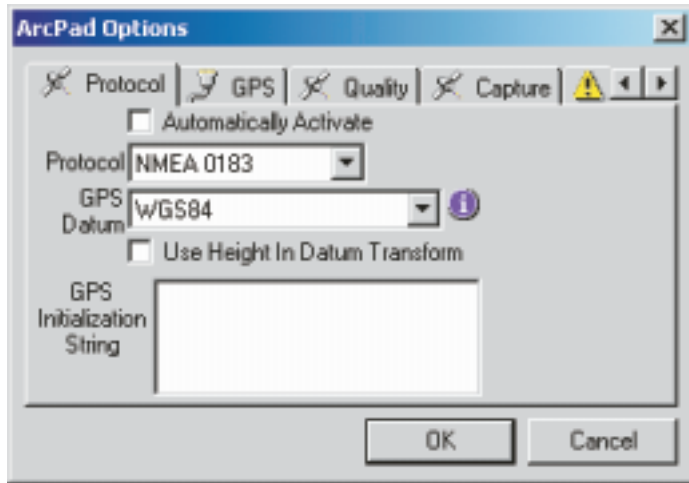 ArcPad Options
Protocol GPS Quality Capture
Automatically Activate
Protocol NMEA 0183
GPS Datum WGS84
Use Height In Datum Transform
GPS
Initialization
String
OK Cancel